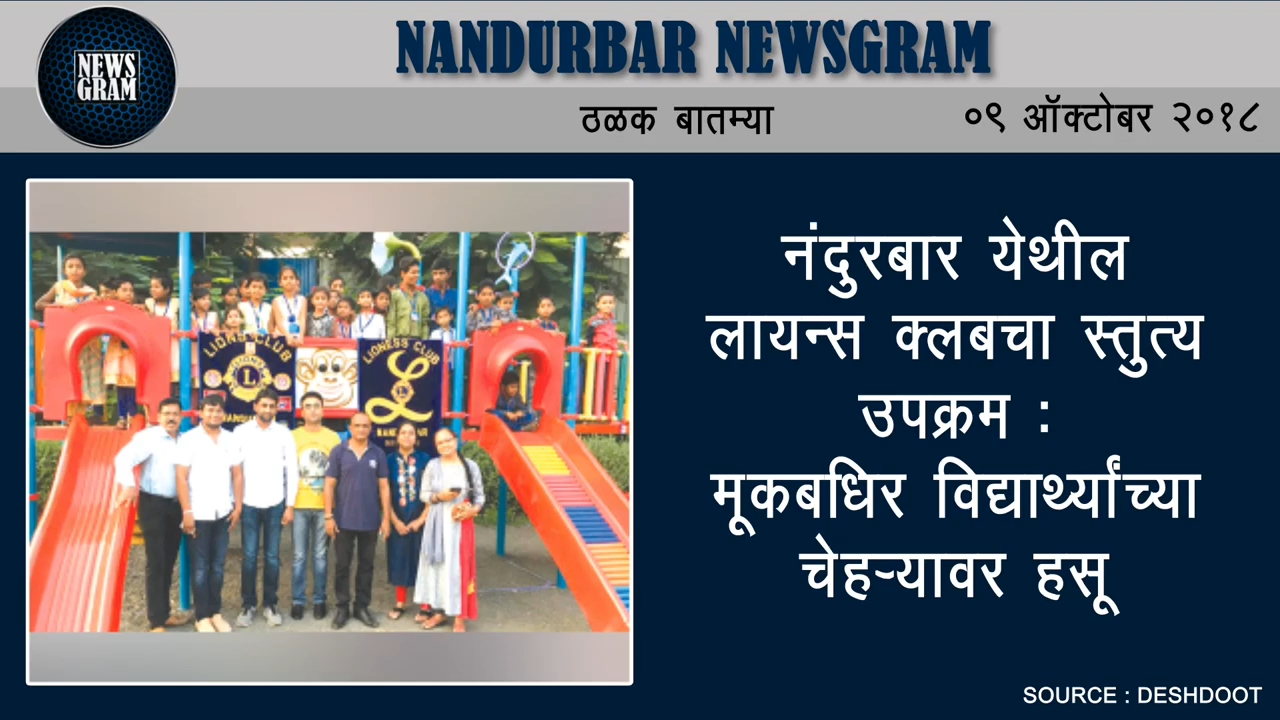 NEWS
GRAM
NANDURBAR NEWSGRAM
ठळक बातम्या
०९ ऑक्टोबर २०१८
LIONS CLUB
L
LIONESS CLUB
L
नंदुरबार येथील
लायन्स क्लबचा स्तुत्य
उपक्रम :
मूकबधिर विद्यार्थ्यांच्या
चेहऱ्यावर हसू
SOURCE : DESHDOOT